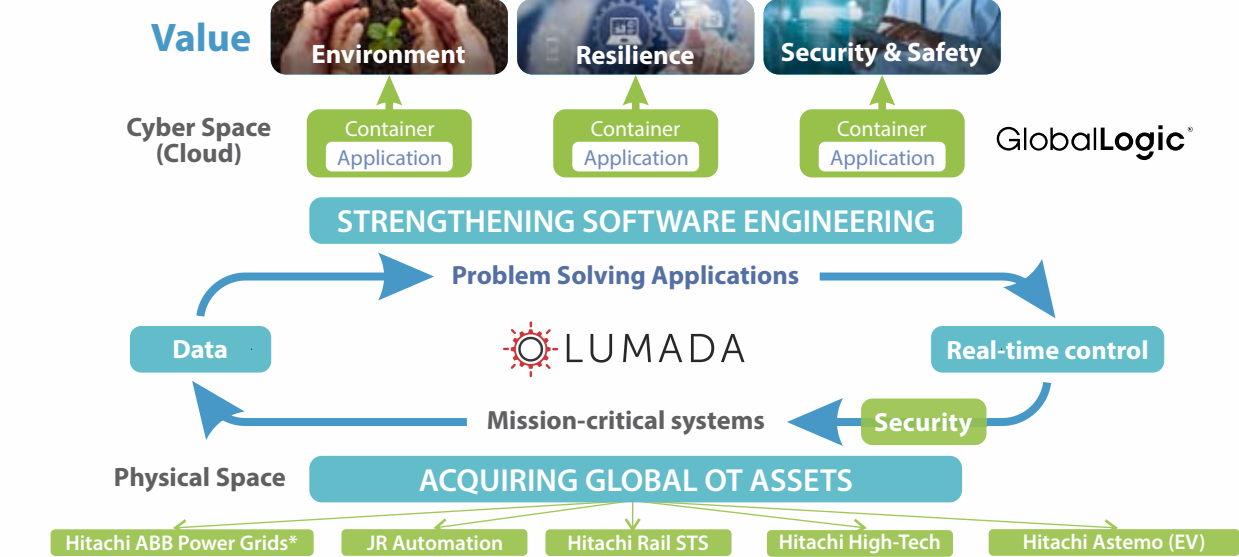 Value
Environment
Resilience
Security & Safety
Cyber Space
(Cloud)
Container
Application
Container
Application
Container
Application
GlobalLogic®
STRENGTHENING SOFTWARE ENGINEERING
Problem Solving Applications
Data
LUMADA
Real-time control
Mission-critical systems
Security
Physical Space
ACQUIRING GLOBAL OT ASSETS
Hitachi ABB Power Grids*
JR Automation
Hitachi Rail STS
Hitachi High-Tech
Hitachi Astemo (EV)